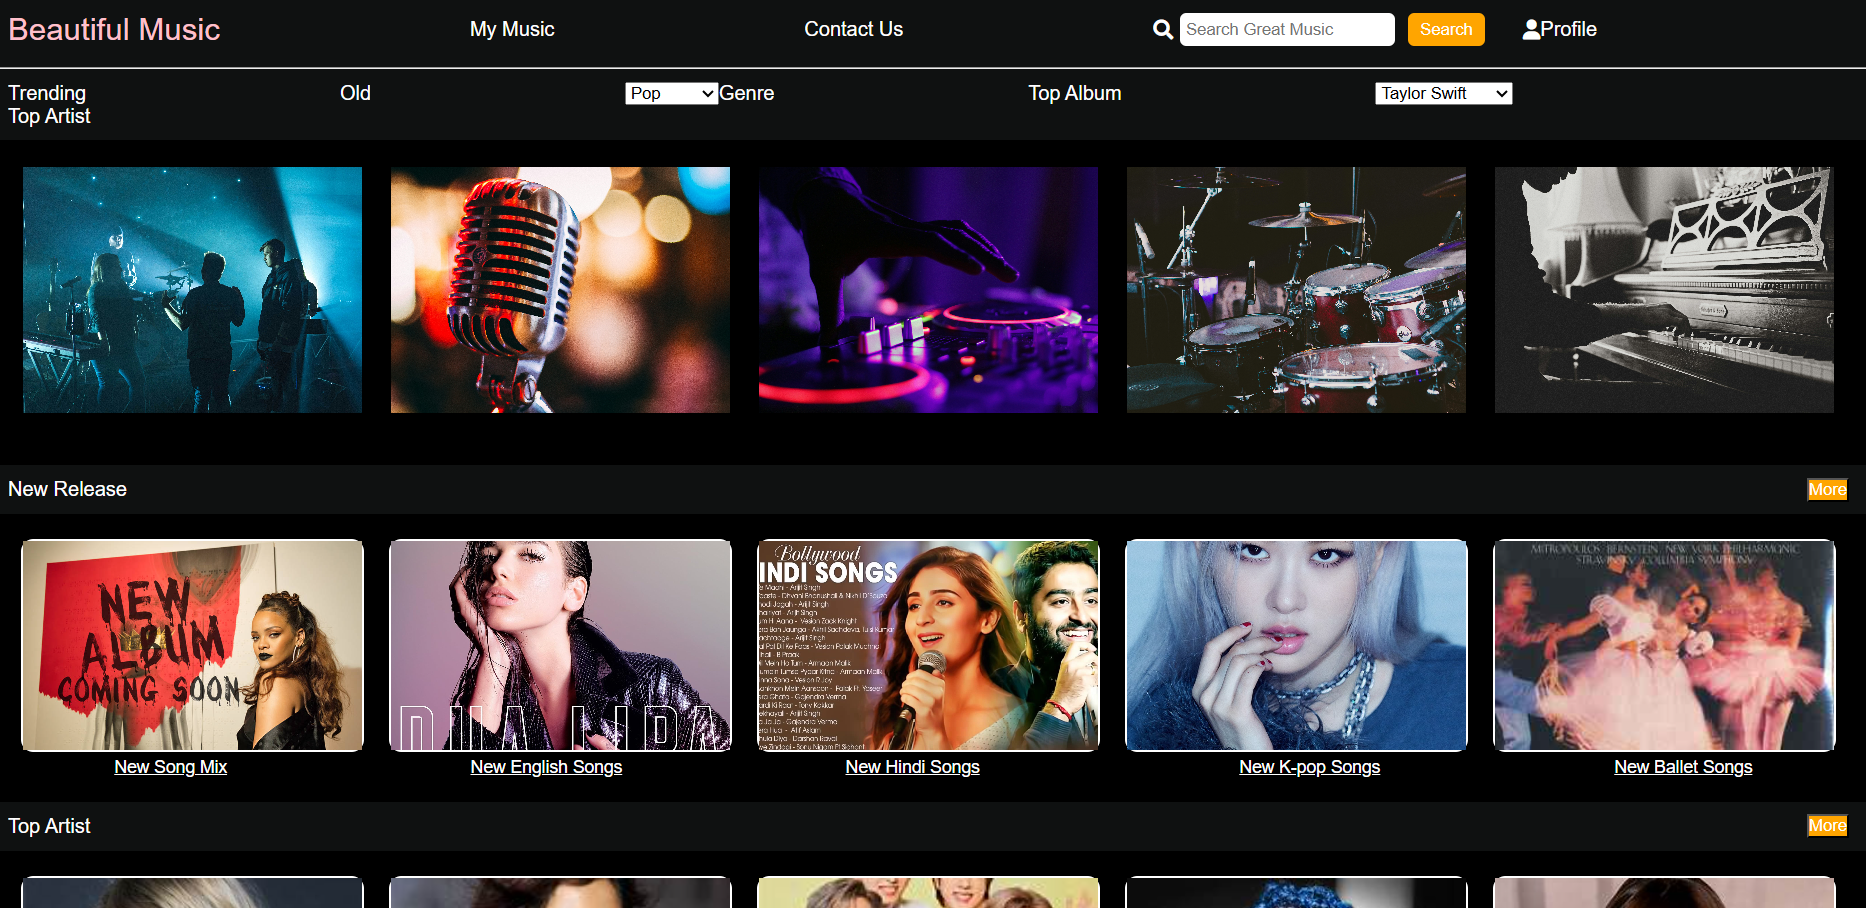 Beautiful Music
My Music
Contact Us
Search Great Music
Search
Profile
Trending
Old
Pop
Genre
Top Album
Taylor Swift
Top Artist
New Release
More
NEW
ALBUM
COMING SOON
DUA LIPA
Bollywood
INDI SONGS
MITROPOULOS · BERNSTEIN · NEW YORK PHILHARMONIC
STRAVINSKY · COLUMBIA SYMPHONY
New Song Mix
New English Songs
New Hindi Songs
New K-pop Songs
New Ballet Songs
Top Artist
More